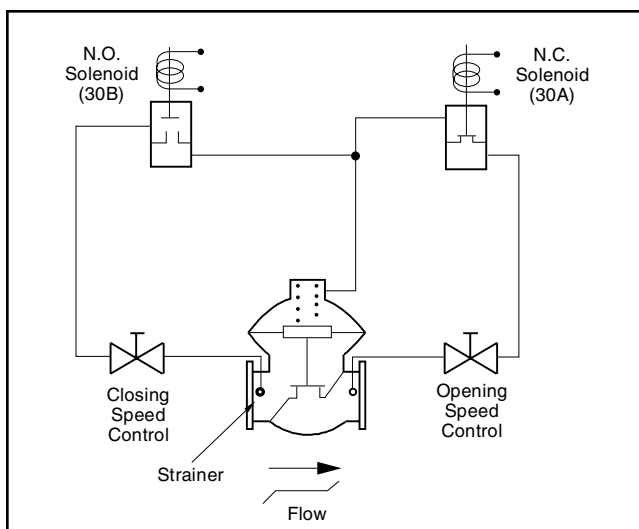 N.O.
Solenoid
(30B)
N.C.
Solenoid
(30A)
Closing
Speed
Control
Opening
Speed
Control
Strainer
Flow